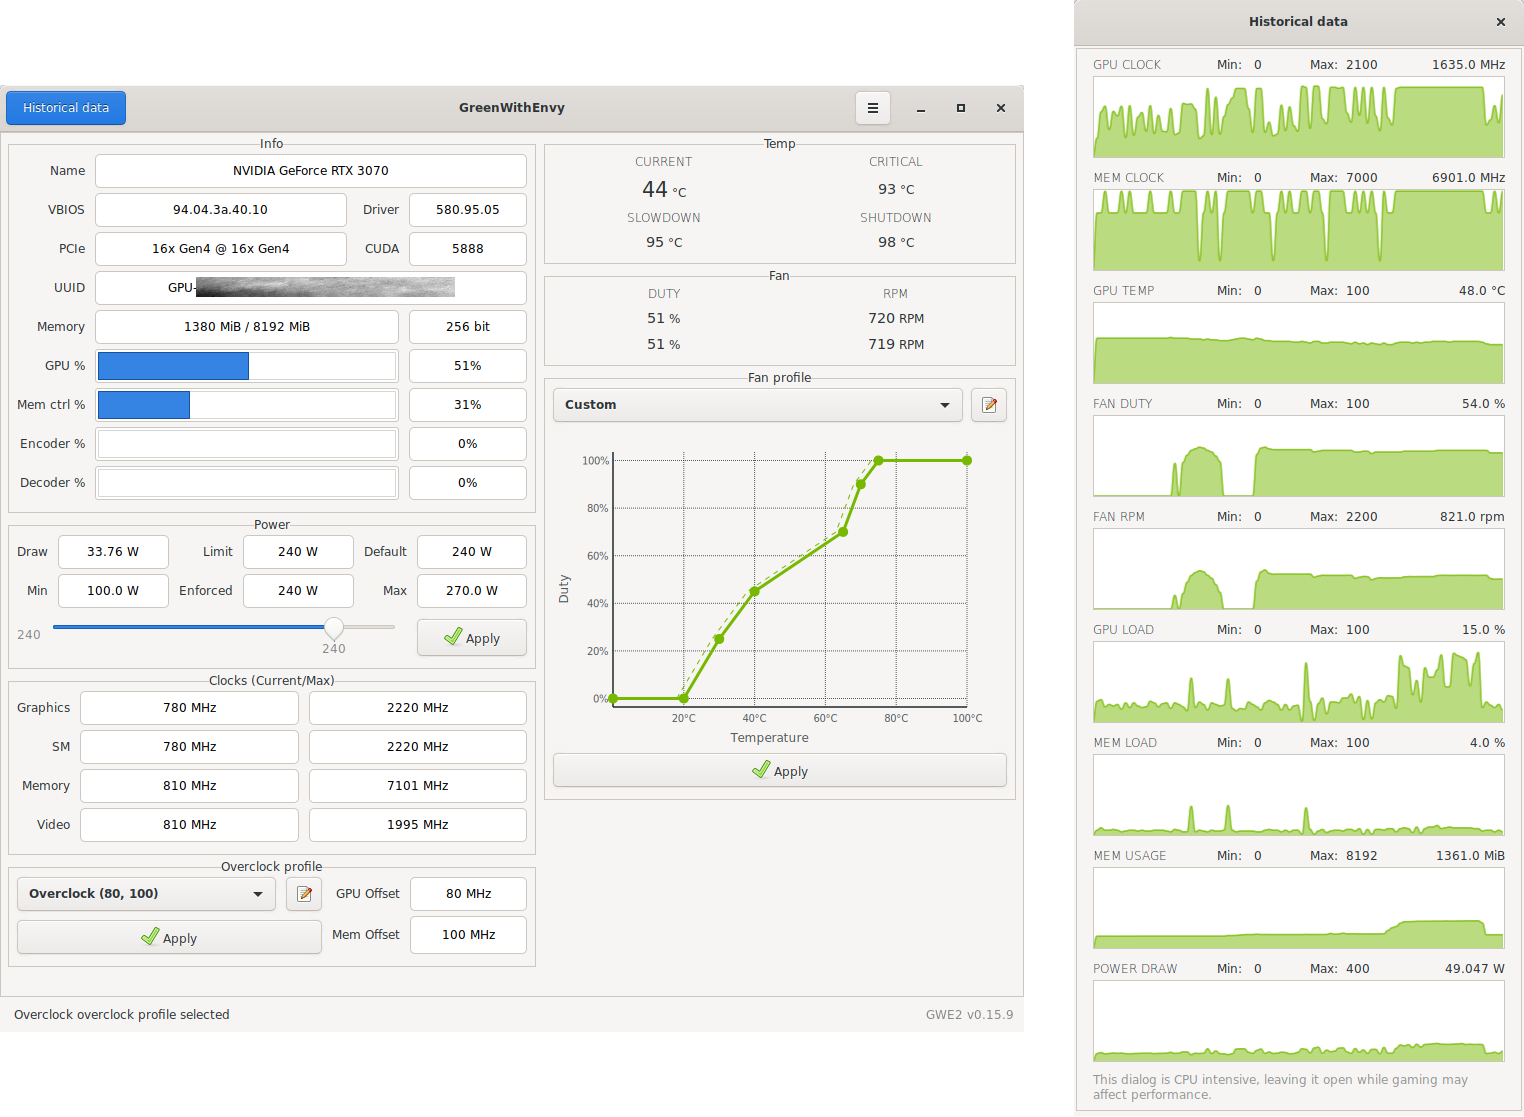 Historical data
GreenWithEnvy
Info
Name NVIDIA GeForce RTX 3070
VBIOS 94.04.3a.40.10 Driver 580.95.05
PCIe 16x Gen4 @ 16x Gen4 CUDA 5888
UUID GPU-
Memory 1380 MiB / 8192 MiB 256 bit
GPU % 51%
Mem ctrl % 31%
Encoder % 0%
Decoder % 0%
Power
Draw 33.76 W Limit 240 W Default 240 W
Min 100.0 W Enforced 240 W Max 270.0 W
240
240
Apply
Clocks (Current/Max)
Graphics 780 MHz 2220 MHz
SM 780 MHz 2220 MHz
Memory 810 MHz 7101 MHz
Video 810 MHz 1995 MHz
Overclock profile
Overclock (80, 100) GPU Offset 80 MHz
Apply Mem Offset 100 MHz
Temp
CURRENT CRITICAL
44 °C 93 °C
SLOWDOWN SHUTDOWN
95 °C 98 °C
Fan
DUTY RPM
51 % 720 RPM
51 % 719 RPM
Fan profile
Custom
100%
80%
60%
40%
20%
0%
Duty
20°C 40°C 60°C 80°C 100°C
Temperature
Apply
Overclock overclock profile selected GWE2 v0.15.9
Historical data
GPU CLOCK Min: 0 Max: 2100 1635.0 MHz
MEM CLOCK Min: 0 Max: 7000 6901.0 MHz
GPU TEMP Min: 0 Max: 100 48.0 °C
FAN DUTY Min: 0 Max: 100 54.0 %
FAN RPM Min: 0 Max: 2200 821.0 rpm
GPU LOAD Min: 0 Max: 100 15.0 %
MEM LOAD Min: 0 Max: 100 4.0 %
MEM USAGE Min: 0 Max: 8192 1361.0 MiB
POWER DRAW Min: 0 Max: 400 49.047 W
This dialog is CPU intensive, leaving it open while gaming may
affect performance.